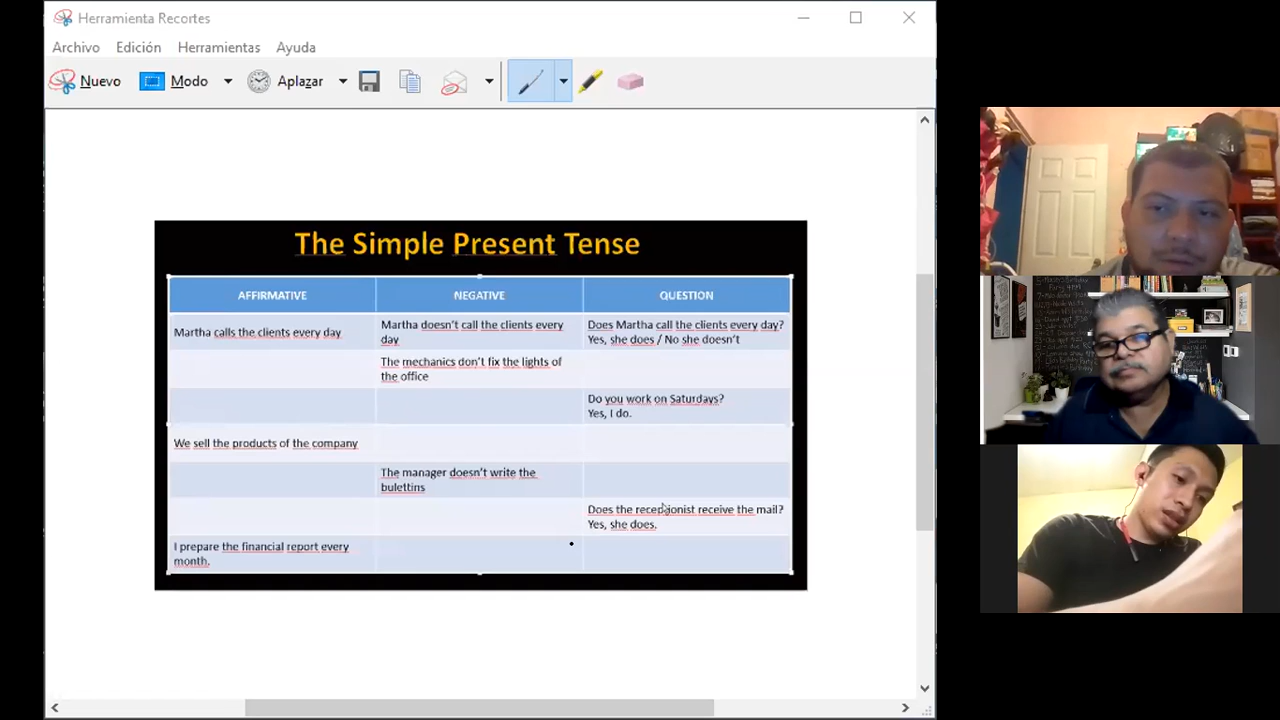 Herramienta Recortes
Archivo Edición Herramientas Ayuda
Nuevo Modo Aplazar
The Simple Present Tense
AFFIRMATIVE NEGATIVE QUESTION
Martha calls the clients every day
Martha doesn't call the clients every
day
Does Martha call the clients every day?
Yes, she does / No she doesn't
The mechanics don't fix the lights of
the office
Do you work on Saturdays?
Yes, I do.
We sell the products of the company
The manager doesn't write the
bulettins
Does the receptionist receive the mail?
Yes, she does.
I prepare the financial report every
month.